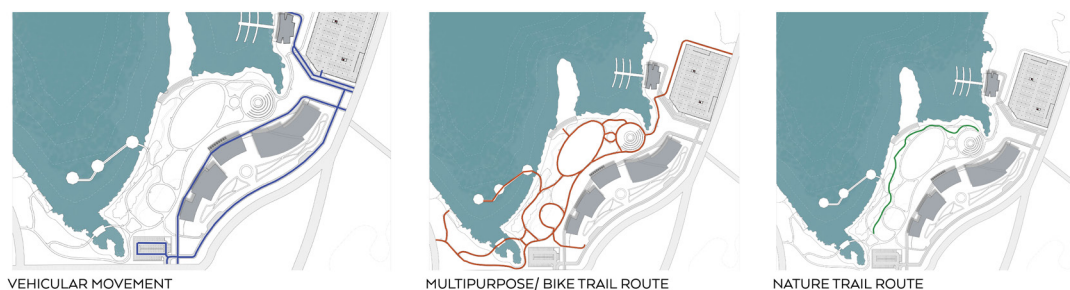 VEHICULAR MOVEMENT
MULTIPURPOSE/ BIKE TRAIL ROUTE
NATURE TRAIL ROUTE